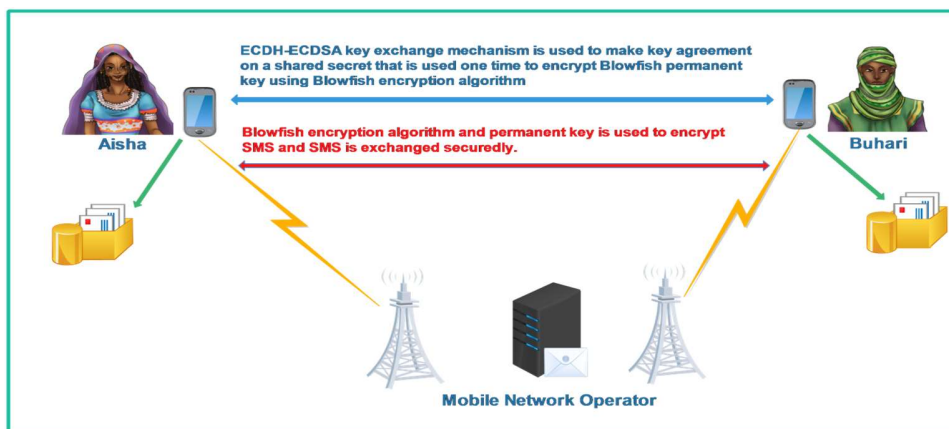 ECDH-ECDSA key exchange mechanism is used to make key agreement
on a shared secret that is used one time to encrypt Blowfish permanent
key using Blowfish encryption algorithm
Blowfish encryption algorithm and permanent key is used to encrypt
SMS and SMS is exchanged securedly.
Aisha
Buhari
Mobile Network Operator